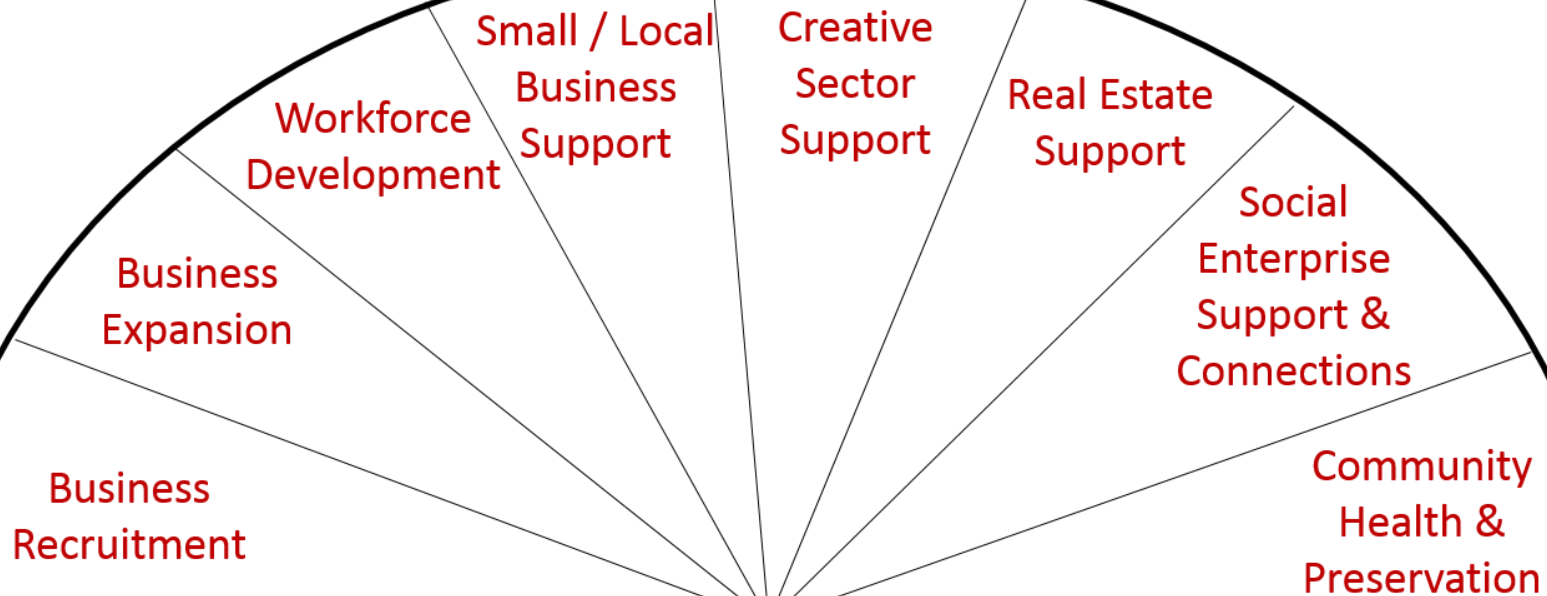 Business
Recruitment
Business
Expansion
Workforce
Development
Small / Local
Business
Support
Creative
Sector
Support
Real Estate
Support
Social
Enterprise
Support &
Connections
Community
Health &
Preservation